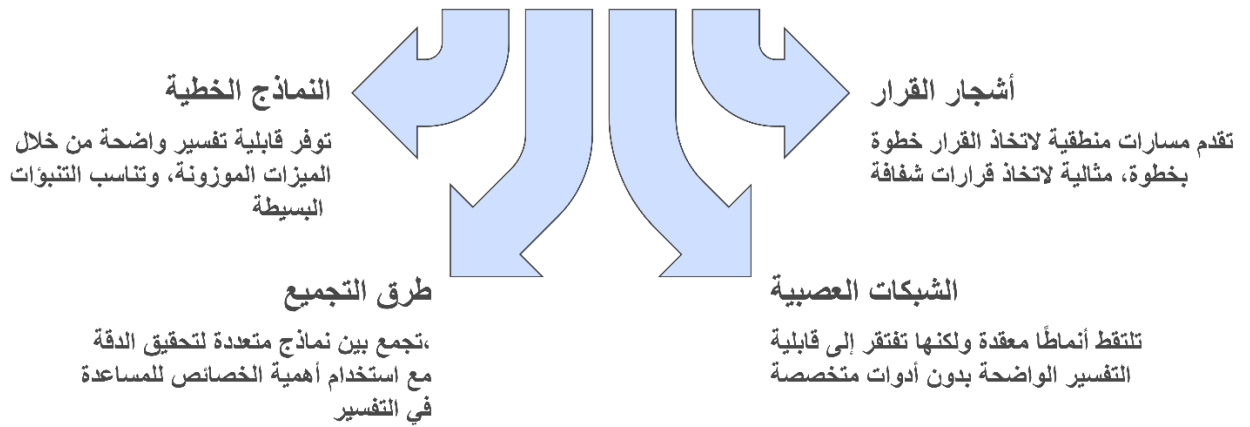 أشجار القرار
تقدم مسارات منطقية لاتخاذ القرار خطوة
بخطوة، مثالية لاتخاذ قرارات شفافة
النماذج الخطية
توفر قابلية تفسير واضحة من خلال
الميزات الموزونة، وتناسب التنبؤات
البسيطة
الشبكات العصبية
تلتقط أنماطًا معقدة ولكنها تفتقر إلى قابلية
التفسير الواضحة بدون أدوات متخصصة
طرق التجميع
،تجمع بين نماذج متعددة لتحقيق الدقة
مع استخدام أهمية الخصائص للمساعدة
في التفسير